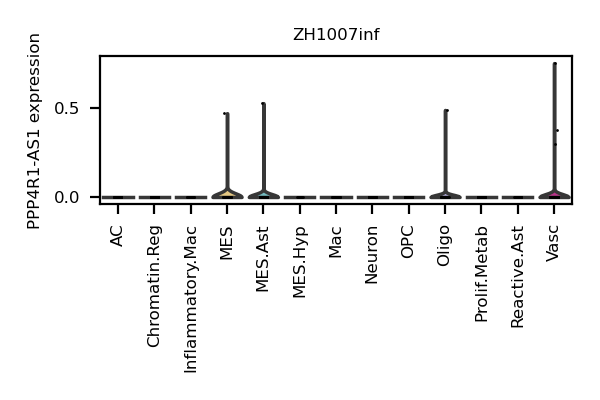 ZH1007inf
PPP4R1-AS1 expression
0.5
0.0
AC
Chromatin.Reg
Inflammatory.Mac
MES
MES.Ast
MES.Hyp
Mac
Neuron
OPC
Oligo
Prolif.Metab
Reactive.Ast
Vasc